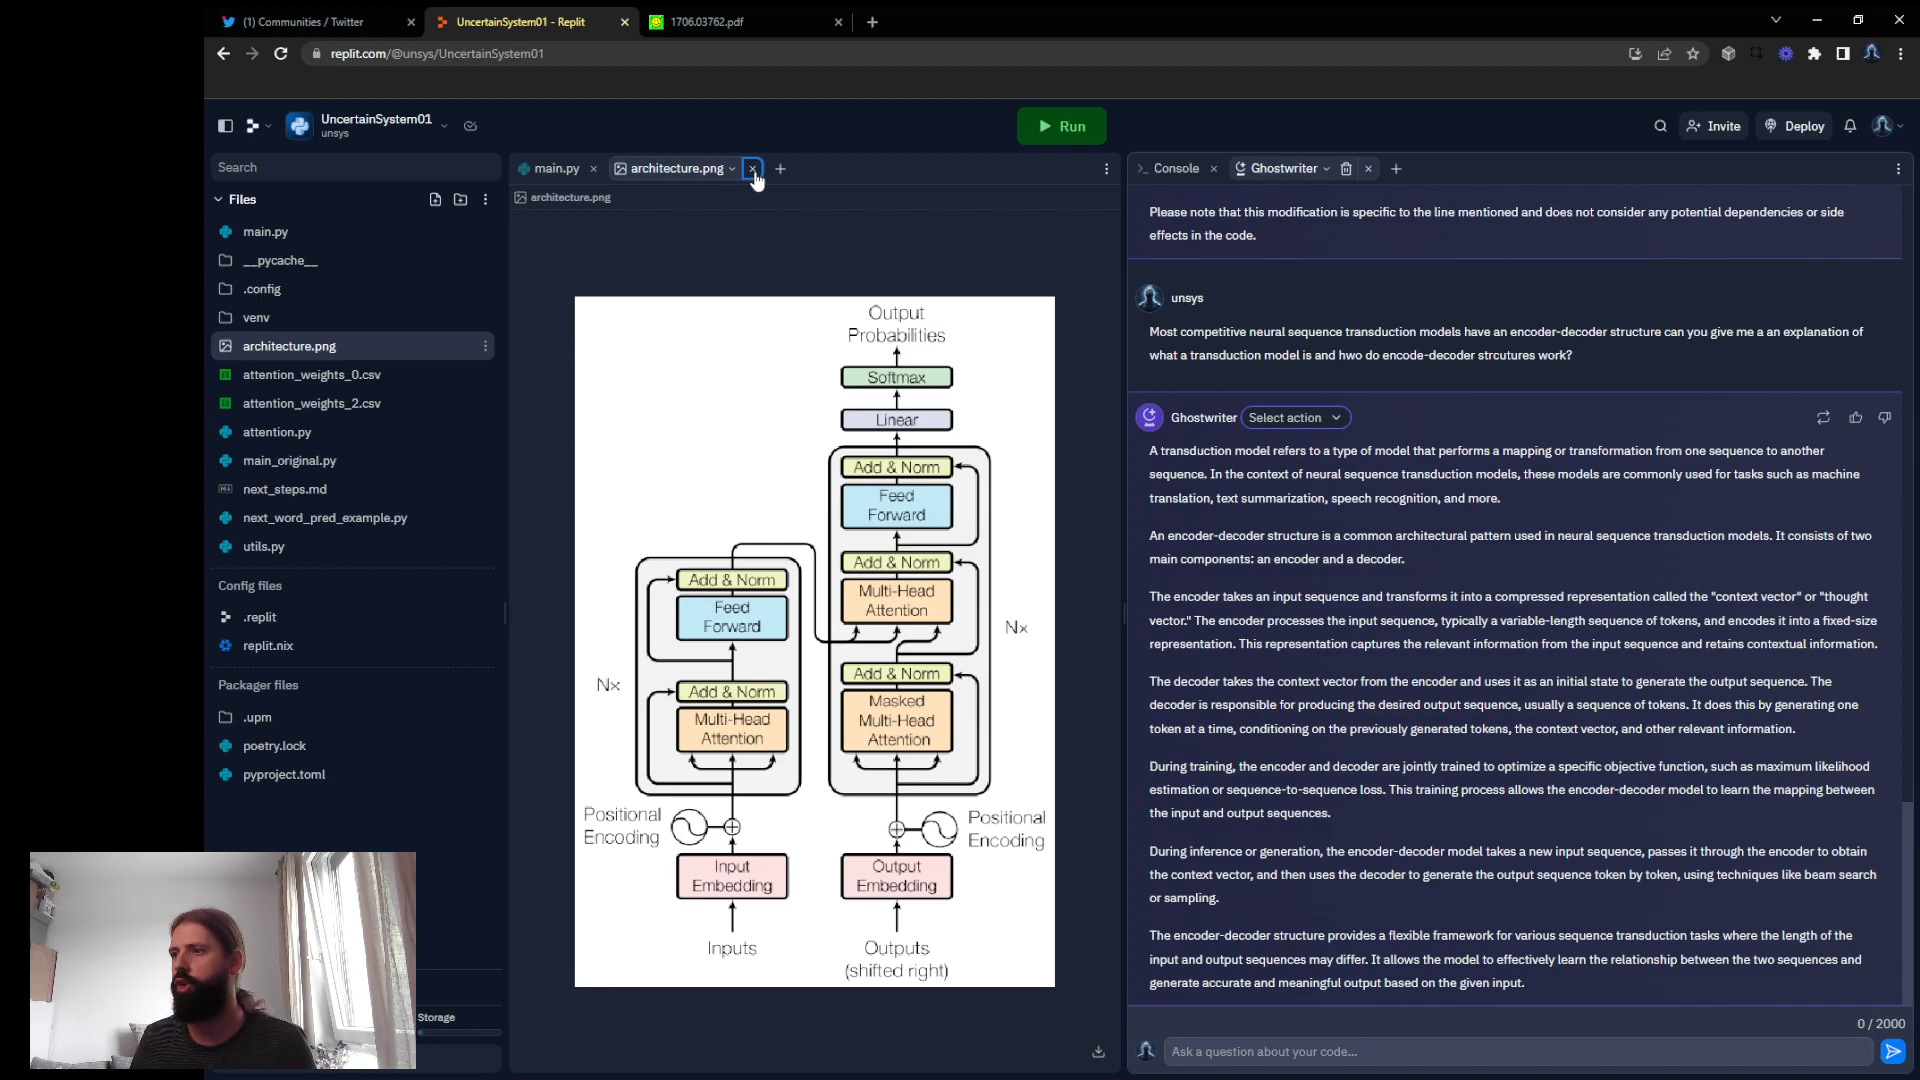 (1) Communities / Twitter
UncertainSystem01 - Replit
1706.03762.pdf
replit.com/@unsys/UncertainSystem01
UncertainSystem01
unsys
Run
Invite
Deploy
Search
Files
main.py
__pycache__
.config
venv
architecture.png
attention_weights_0.csv
attention_weights_2.csv
attention.py
main_original.py
next_steps.md
next_word_pred_example.py
utils.py
Config files
.replit
replit.nix
Packager files
.upm
poetry.lock
pyproject.toml
Storage
main.py
architecture.png
architecture.png
Output
Probabilities
Softmax
Linear
Add & Norm
Feed
Forward
Add & Norm
Multi-Head
Attention
Add & Norm
Feed
Forward
Nx
Nx
Add & Norm
Masked
Multi-Head
Attention
Add & Norm
Multi-Head
Attention
Positional
Encoding
Positional
Encoding
Input
Embedding
Output
Embedding
Inputs
Outputs
(shifted right)
Console
Ghostwriter
Please note that this modification is specific to the line mentioned and does not consider any potential dependencies or side
effects in the code.
unsys
Most competitive neural sequence transduction models have an encoder-decoder structure can you give me a an explanation of
what a transduction model is and hwo do encode-decoder strcutures work?
Ghostwriter
Select action
A transduction model refers to a type of model that performs a mapping or transformation from one sequence to another
sequence. In the context of neural sequence transduction models, these models are commonly used for tasks such as machine
translation, text summarization, speech recognition, and more.
An encoder-decoder structure is a common architectural pattern used in neural sequence transduction models. It consists of two
main components: an encoder and a decoder.
The encoder takes an input sequence and transforms it into a compressed representation called the "context vector" or "thought
vector." The encoder processes the input sequence, typically a variable-length sequence of tokens, and encodes it into a fixed-size
representation. This representation captures the relevant information from the input sequence and retains contextual information.
The decoder takes the context vector from the encoder and uses it as an initial state to generate the output sequence. The
decoder is responsible for producing the desired output sequence, usually a sequence of tokens. It does this by generating one
token at a time, conditioning on the previously generated tokens, the context vector, and other relevant information.
During training, the encoder and decoder are jointly trained to optimize a specific objective function, such as maximum likelihood
estimation or sequence-to-sequence loss. This training process allows the encoder-decoder model to learn the mapping between
the input and output sequences.
During inference or generation, the encoder-decoder model takes a new input sequence, passes it through the encoder to obtain
the context vector, and then uses the decoder to generate the output sequence token by token, using techniques like beam search
or sampling.
The encoder-decoder structure provides a flexible framework for various sequence transduction tasks where the length of the
input and output sequences may differ. It allows the model to effectively learn the relationship between the two sequences and
generate accurate and meaningful output based on the given input.
0 / 2000
Ask a question about your code...